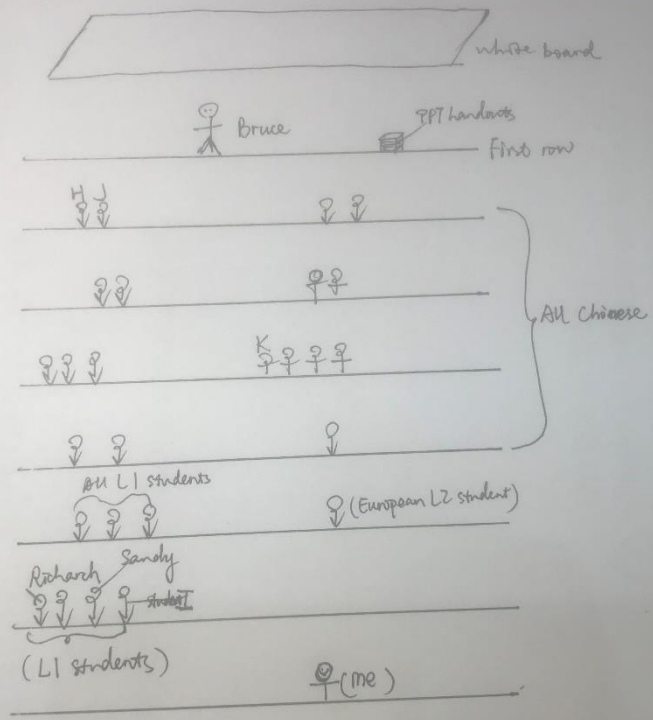 white board
PPT handouts
Bruce
First row
H J
All Chinese
K
All L1 students
(European L2 student)
Sandy
Richard
(L1 students)
(me)